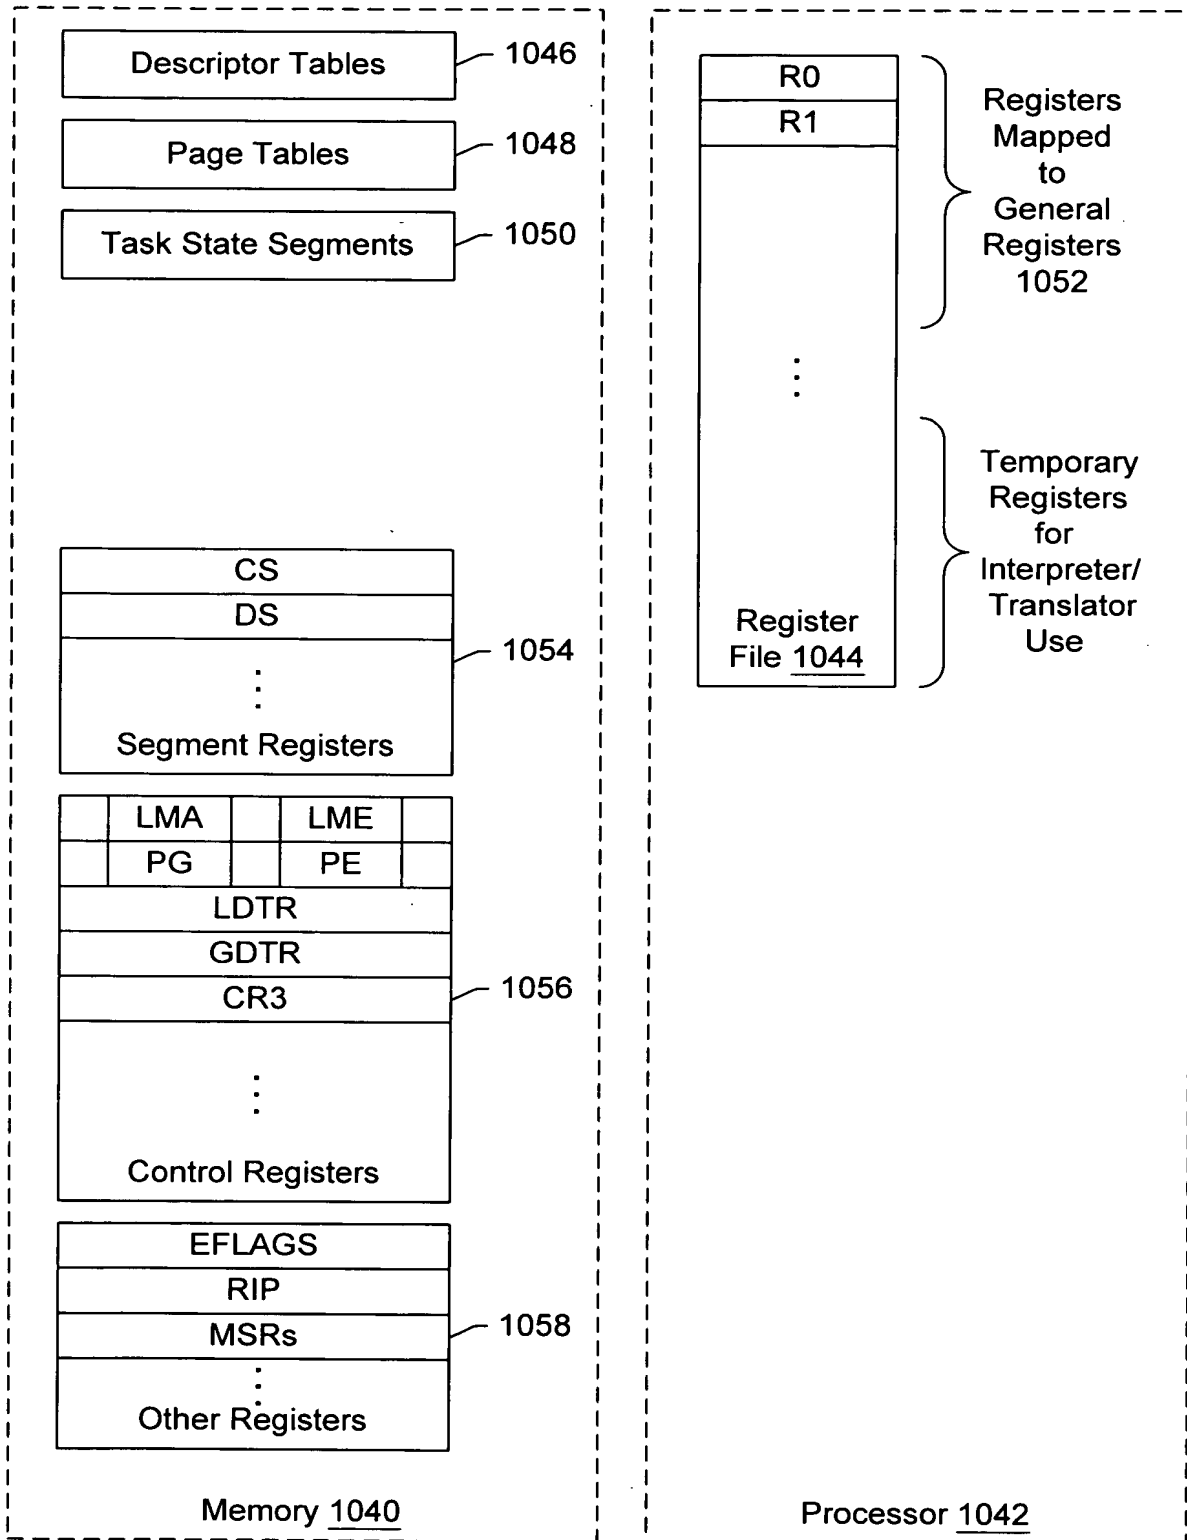 Descriptor Tables
1046
Page Tables
1048
Task State Segments
1050
CS
DS
Segment Registers
1054
LMA
LME
PG
PE
LDTR
GDTR
CR3
1056
Control Registers
EFLAGS
RIP
MSRs
1058
Other Registers
Memory 1040
R0
R1
Registers
Mapped
to
General
Registers
1052
Temporary
Registers
for
Interpreter/
Translator
Use
Register
File 1044
Processor 1042